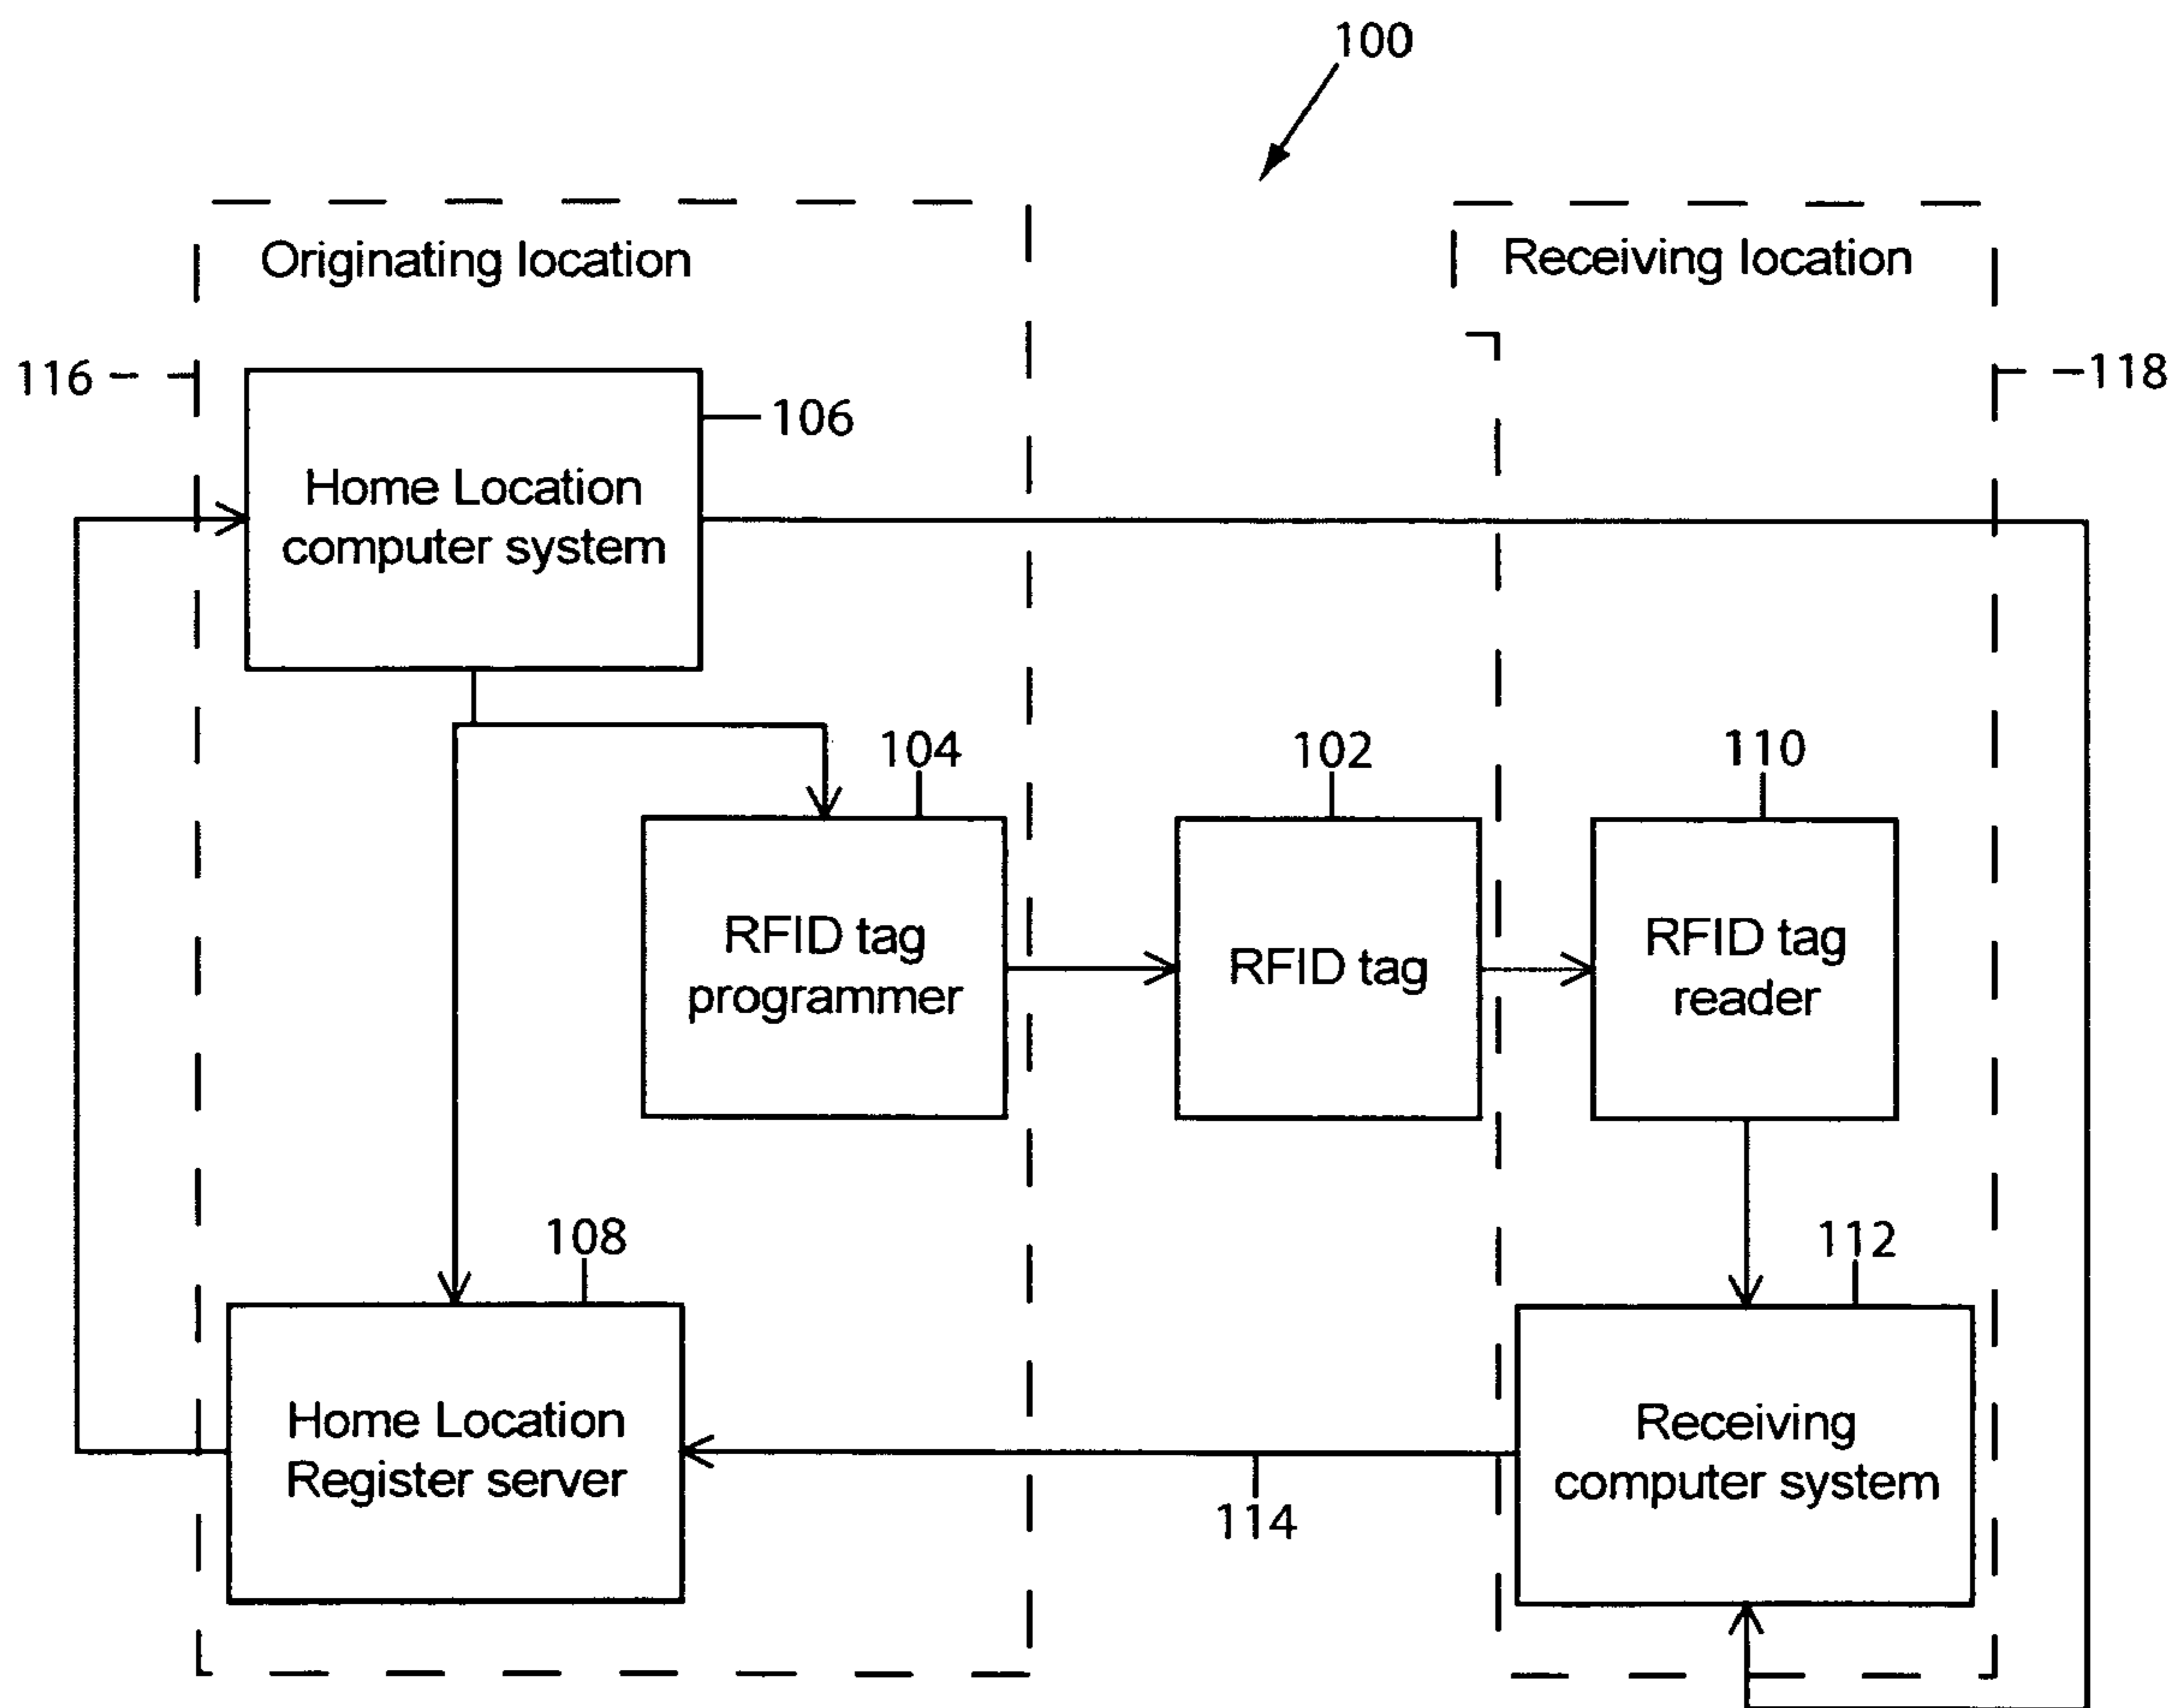 100
Originating location
Receiving location
116
118
106
Home Location
computer system
104
102
110
RFID tag
programmer
RFID tag
RFID tag
reader
108
112
Home Location
Register server
Receiving
computer system
114